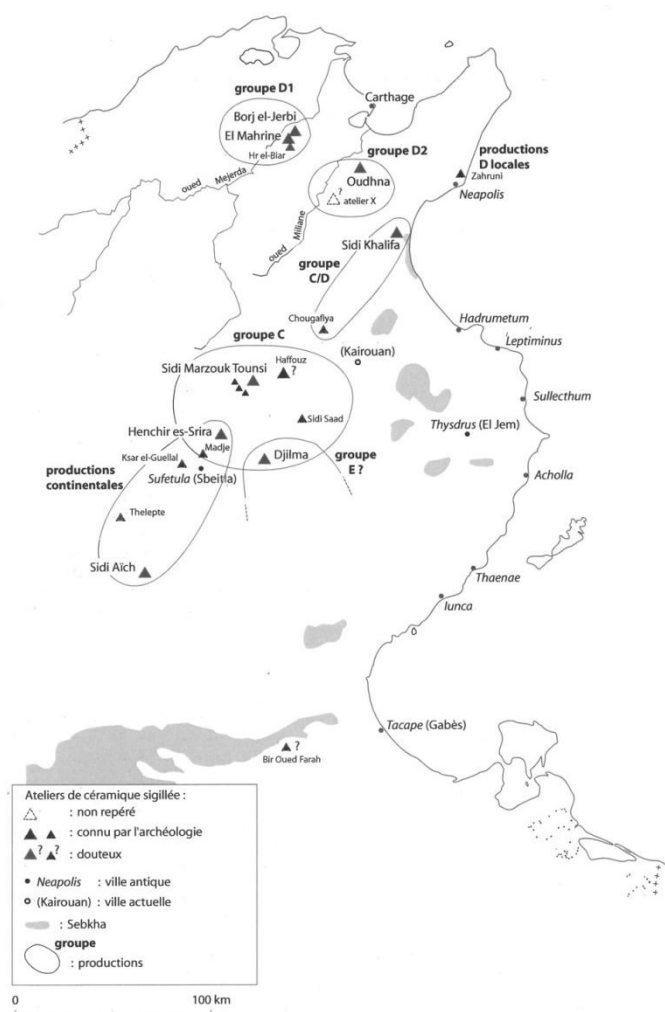 groupe D1
Carthage
Borj el-Jerbi
El Mahrine
Hr el-Biar
groupe D2
productions
D locales
Oudhna
Zahruni
?
atelier X
Neapolis
oued Mejerda
oued Miliane
Sidi Khalifa
groupe
C/D
Chougafiya
Hadrumetum
groupe C
Leptiminus
(Kairouan)
Haffouz
?
Sidi Marzouk Tounsi
Sullecthum
Sidi Saad
Thysdrus (El Jem)
Henchir es-Srira
Madje
Ksar el-Guellal
Djilma
groupe
E ?
productions
continentales
Sufetula (Sbeitla)
Acholla
Thelepte
Sidi Aïch
Thaenae
Iunca
Tacape (Gabès)
?
Bir Oued Farah
Ateliers de céramique sigillée :
: non repéré
: connu par l'archéologie
? ? : douteux
Neapolis : ville antique
(Kairouan) : ville actuelle
: Sebkha
groupe
: productions
0 100 km